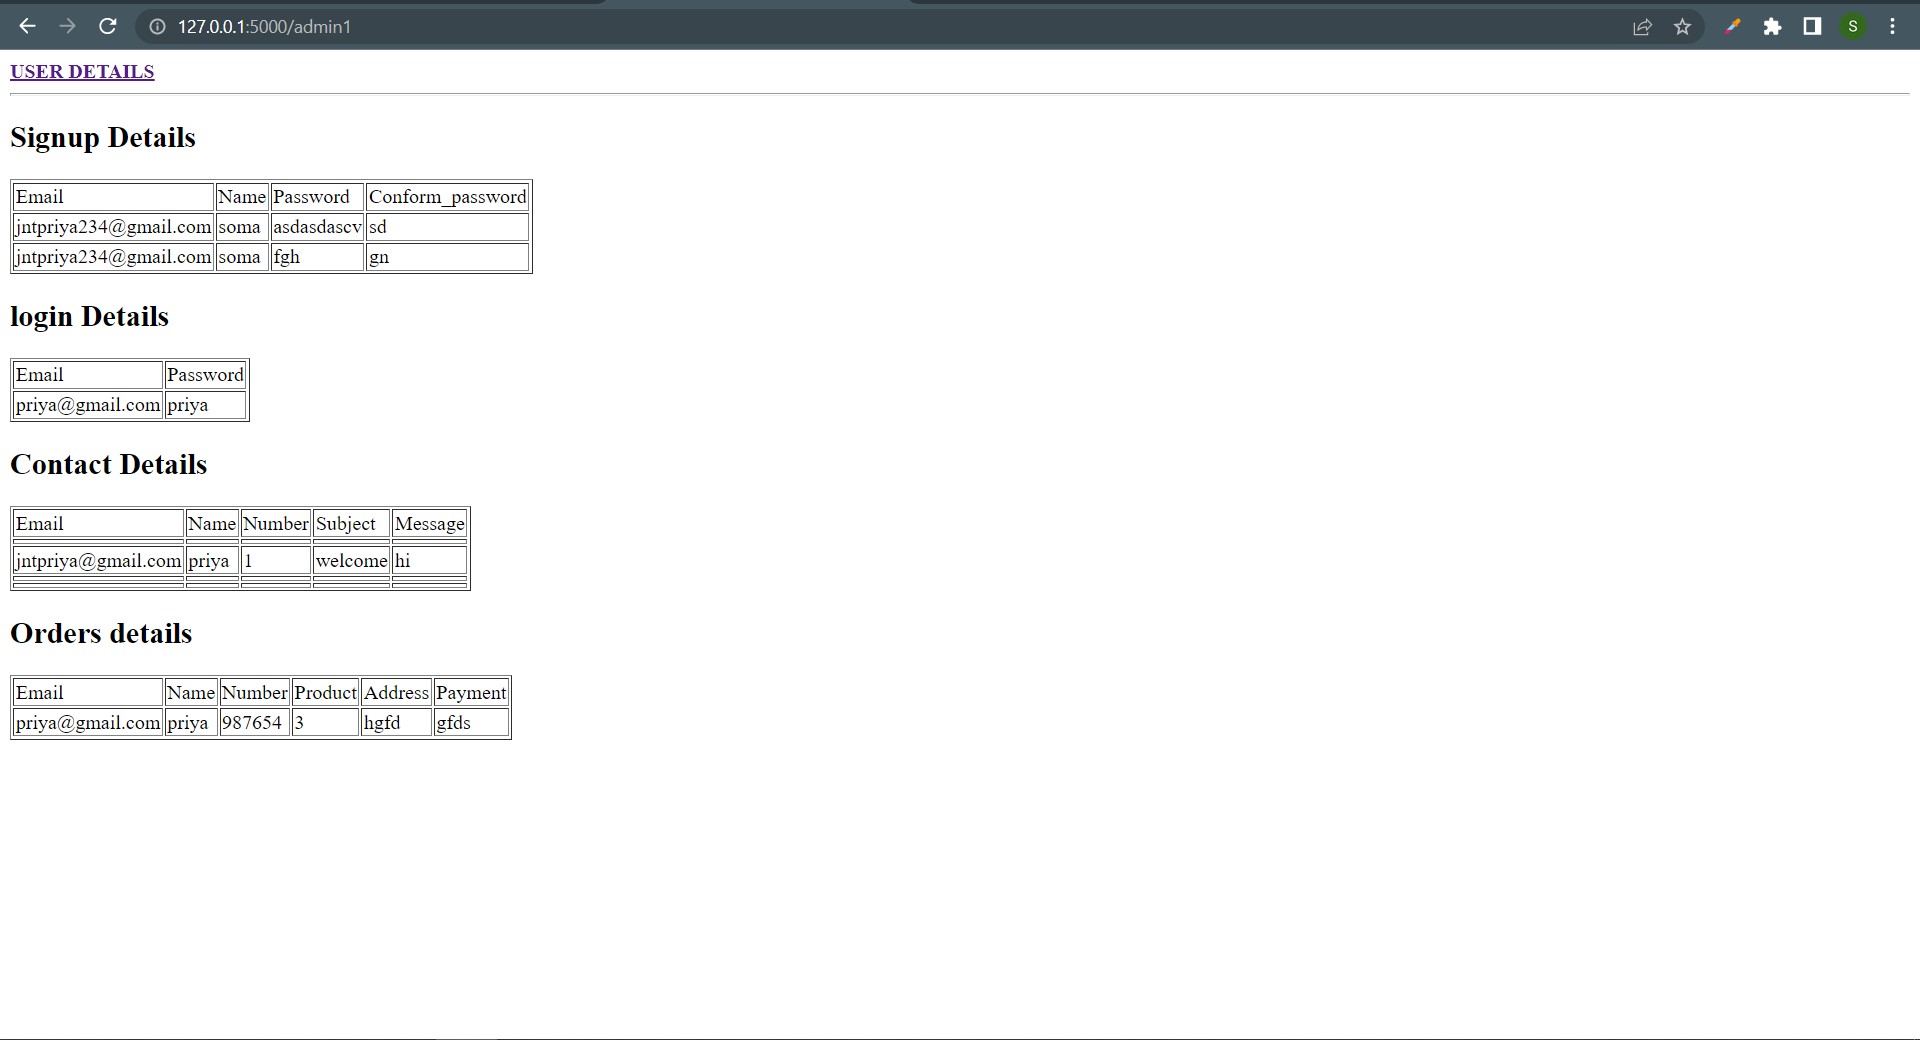 127.0.0.1:5000/admin1
S
USER DETAILS
Signup Details
Email Name Password Conform_password
jntpriya234@gmail.com soma asdasdascv sd
jntpriya234@gmail.com soma fgh gn
login Details
Email Password
priya@gmail.com priya
Contact Details
Email Name Number Subject Message
jntpriya@gmail.com priya 1 welcome hi
Orders details
Email Name Number Product Address Payment
priya@gmail.com priya 987654 3 hgfd gfds